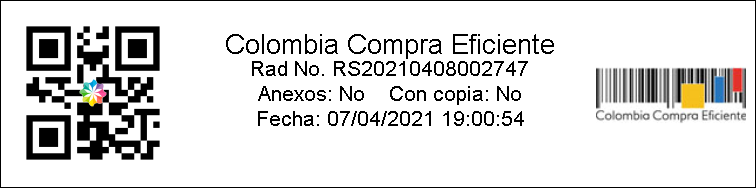 Colombia Compra Eficiente
Rad No. RS20210408002747
Anexos: No    Con copia: No
Fecha: 07/04/2021 19:00:54
Colombia Compra Eficiente